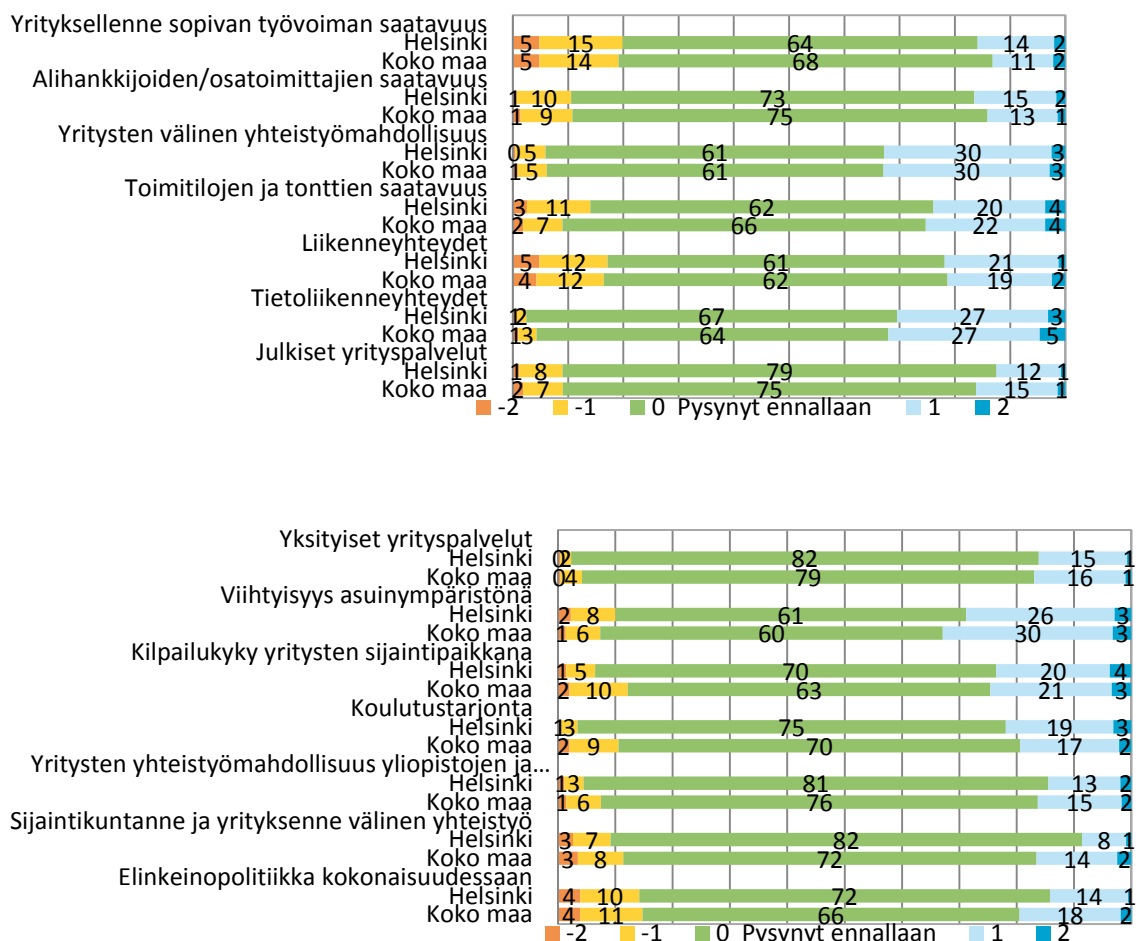 Yrityksellenne sopivan työvoiman saatavuus
Helsinki 5 15 64 14 2
Koko maa 5 14 68 11 2
Alihankkijoiden/osatoimittajien saatavuus
Helsinki 1 10 73 15 2
Koko maa 1 9 75 13 1
Yritysten välinen yhteistyömahdollisuus
Helsinki 0 5 61 30 3
Koko maa 1 5 61 30 3
Toimitilojen ja tonttien saatavuus
Helsinki 3 11 62 20 4
Koko maa 2 7 66 22 4
Liikenneyhteydet
Helsinki 5 12 61 21 1
Koko maa 4 12 62 19 2
Tietoliikenneyhteydet
Helsinki 1 2 67 27 3
Koko maa 1 3 64 27 5
Julkiset yrityspalvelut
Helsinki 1 8 79 12 1
Koko maa 2 7 75 15 1
-2 -1 0 Pysynyt ennallaan 1 2
Yksityiset yrityspalvelut
Helsinki 0 2 82 15 1
Koko maa 0 4 79 16 1
Viihtyisyys asuinympäristönä
Helsinki 2 8 61 26 3
Koko maa 1 6 60 30 3
Kilpailukyky yritysten sijaintipaikkana
Helsinki 1 5 70 20 4
Koko maa 2 10 63 21 3
Koulutustarjonta
Helsinki 1 3 75 19 3
Koko maa 2 9 70 17 2
Yritysten yhteistyömahdollisuus yliopistojen ja...
Helsinki 1 3 81 13 2
Koko maa 1 6 76 15 2
Sijaintikuntanne ja yrityksenne välinen yhteistyö
Helsinki 3 7 82 8 1
Koko maa 3 8 72 14 2
Elinkeinopolitiikka kokonaisuudessaan
Helsinki 4 10 72 14 1
Koko maa 4 11 66 18 2
-2 -1 0 Pysynyt ennallaan 1 2